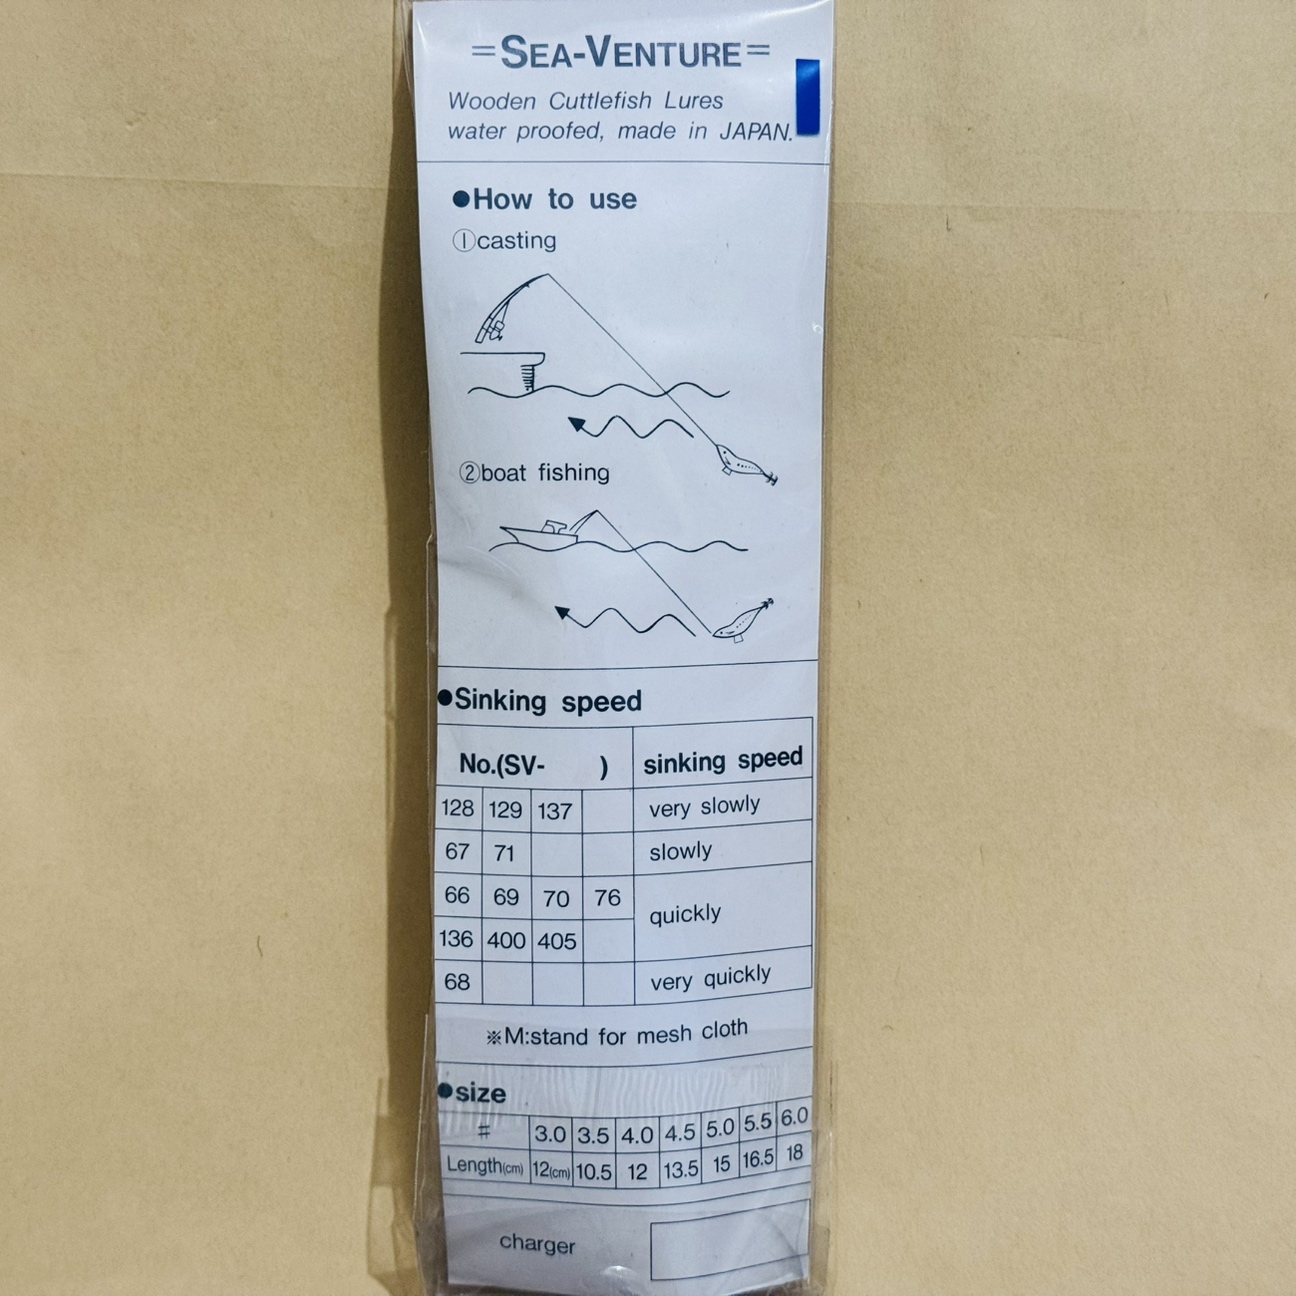 =SEA-VENTURE=
Wooden Cuttlefish Lures
water proofed, made in JAPAN.
●How to use
①casting
②boat fishing
●Sinking speed
No.(SV-      ) sinking speed
128 129 137 very slowly
67 71 slowly
66 69 70 76 quickly
136 400 405
68 very quickly
※M:stand for mesh cloth
●size
# 3.0 3.5 4.0 4.5 5.0 5.5 6.0
Length(cm) 12(cm) 10.5 12 13.5 15 16.5 18
charger